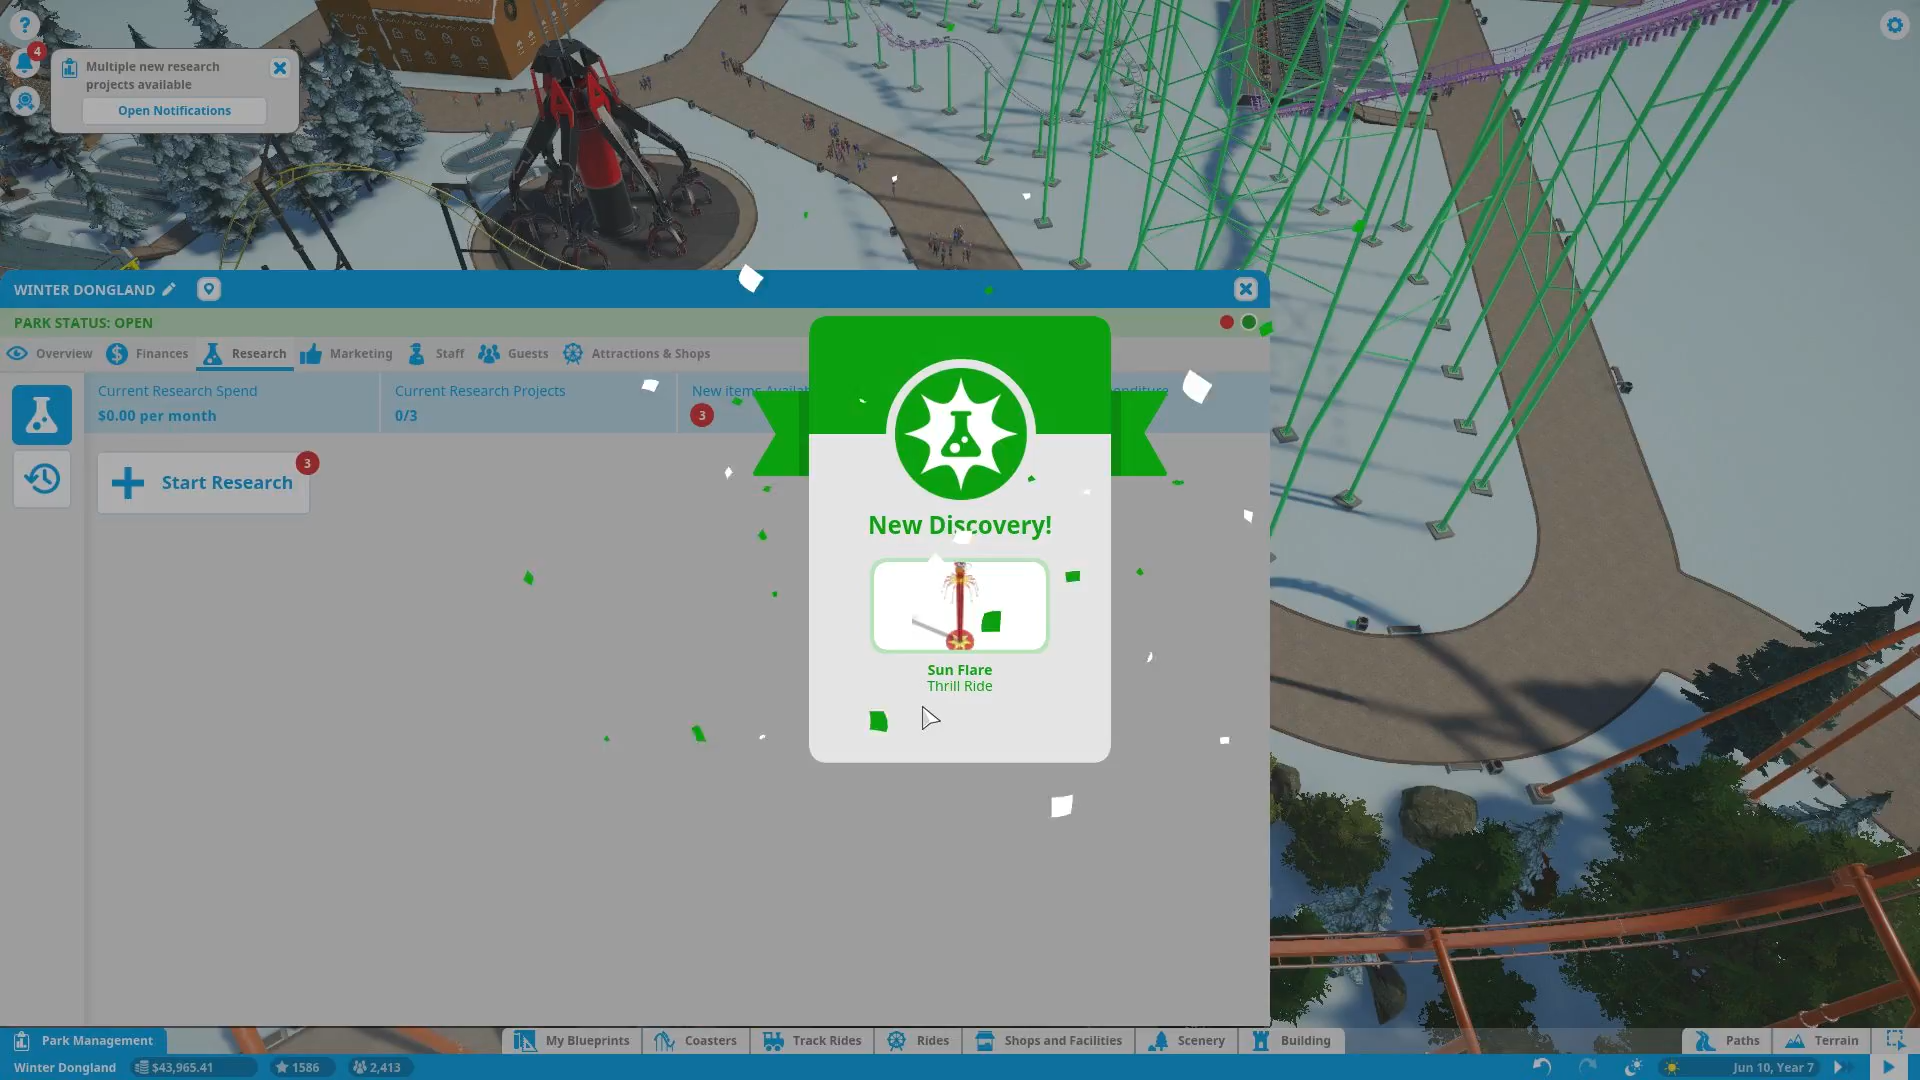 ?
4
Multiple new research
projects available
Open Notifications
WINTER DONGLAND
PARK STATUS: OPEN
Overview
Finances
Research
Marketing
Staff
Guests
Attractions & Shops
Current Research Spend
$0.00 per month
Current Research Projects
0/3
New items
3
Start Research
3
New Discovery!
Sun Flare
Thrill Ride
Park Management
My Blueprints
Coasters
Track Rides
Rides
Shops and Facilities
Scenery
Building
Paths
Terrain
Winter Dongland
$43,965.41
1586
2,413
Jun 10, Year 7